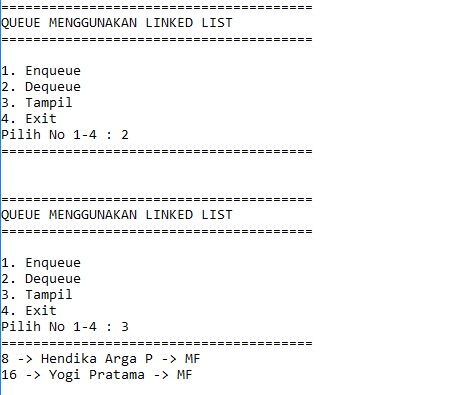 =======================================
QUEUE MENGGUNAKAN LINKED LIST
=======================================
1. Enqueue
2. Dequeue
3. Tampil
4. Exit
Pilih No 1-4 : 2
=======================================
=======================================
QUEUE MENGGUNAKAN LINKED LIST
=======================================
1. Enqueue
2. Dequeue
3. Tampil
4. Exit
Pilih No 1-4 : 3
=======================================
8 -> Hendika Arga P -> MF
16 -> Yogi Pratama -> MF